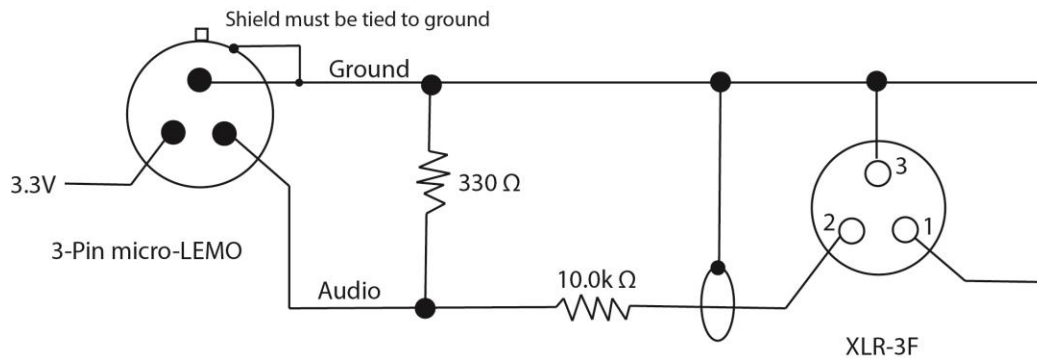 Shield must be tied to ground
Ground
3
3.3V
330 Ω
2
1
3-Pin micro-LEMO
10.0k Ω
Audio
XLR-3F